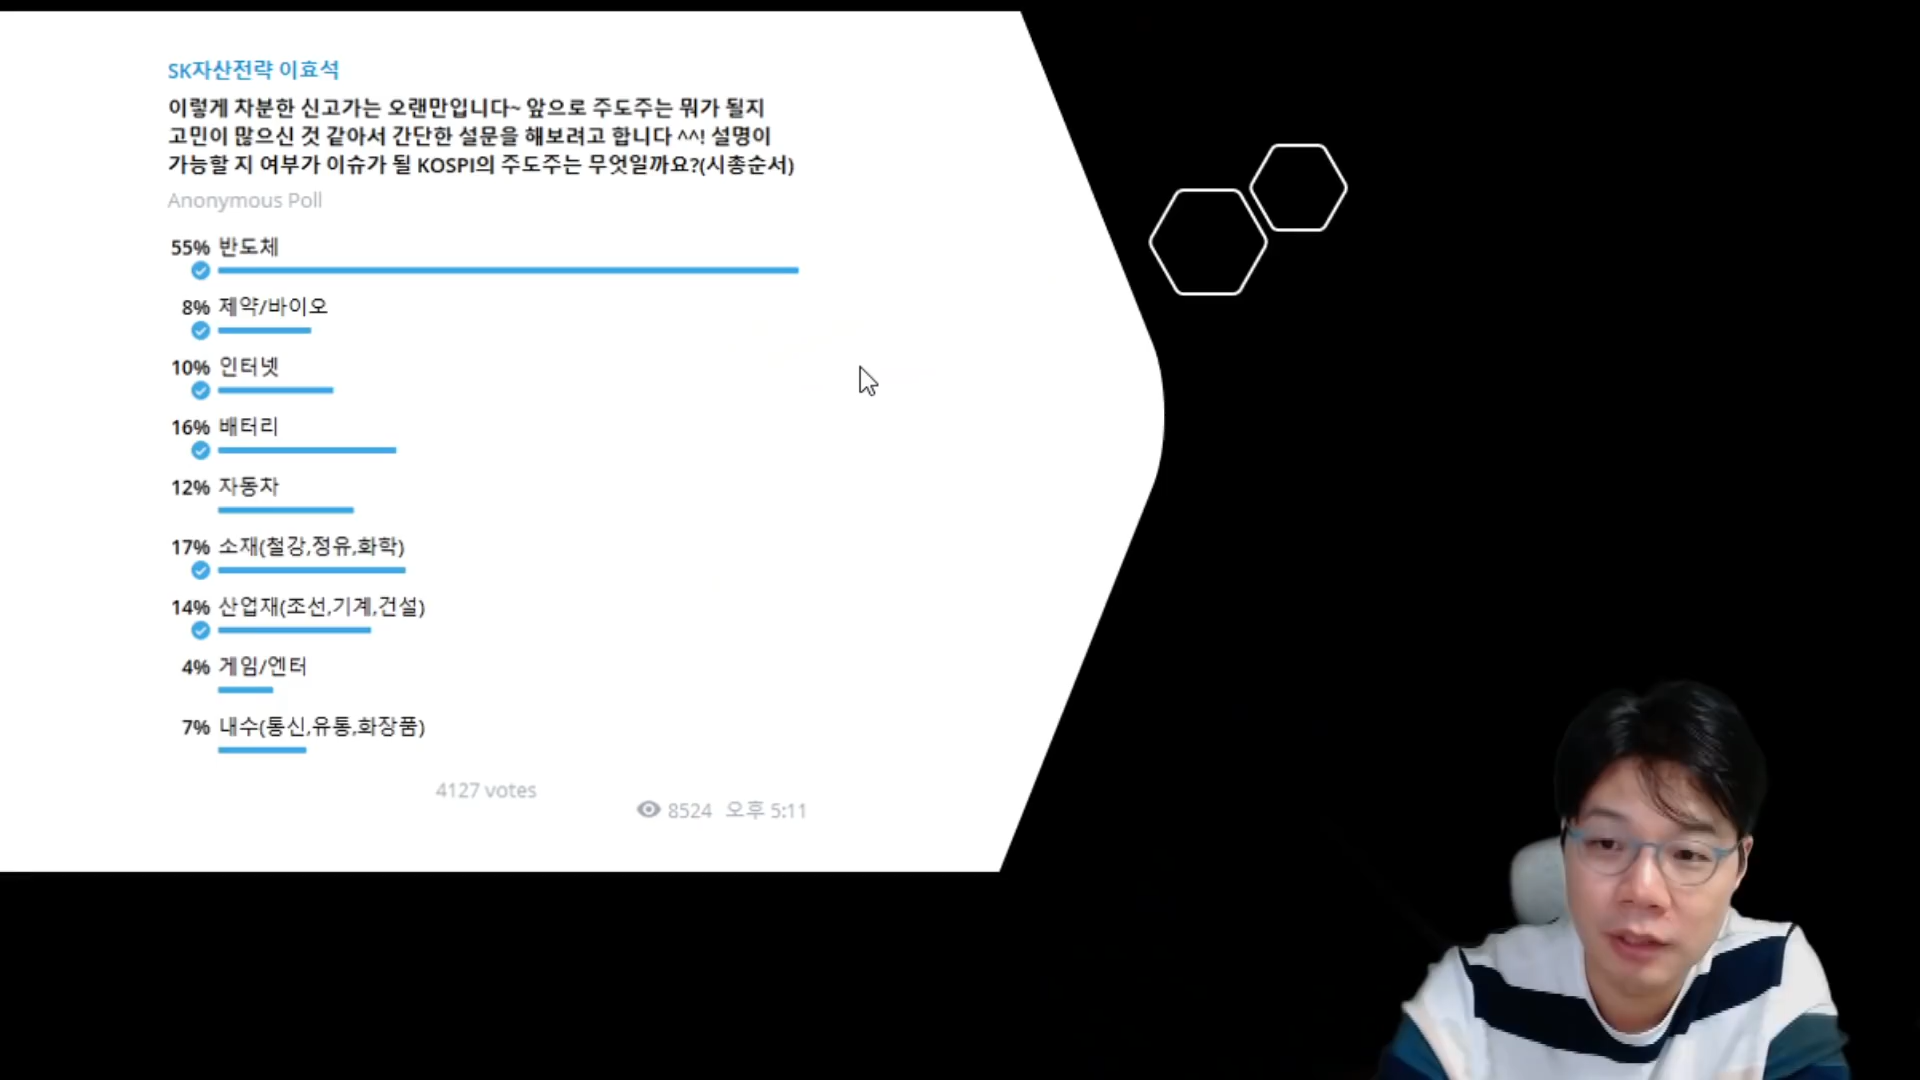 SK자산전략 이효석
이렇게 차분한 신고가는 오랜만입니다~ 앞으로 주도주는 뭐가 될지
고민이 많으신 것 같아서 간단한 설문을 해보려고 합니다 ^^! 설명이
가능할 지 여부가 이슈가 될 KOSPI의 주도주는 무엇일까요?(시총순서)
Anonymous Poll
55% 반도체
8% 제약/바이오
10% 인터넷
16% 배터리
12% 자동차
17% 소재(철강,정유,화학)
14% 산업재(조선,기계,건설)
4% 게임/엔터
7% 내수(통신,유통,화장품)
4127 votes
8524 오후 5:11